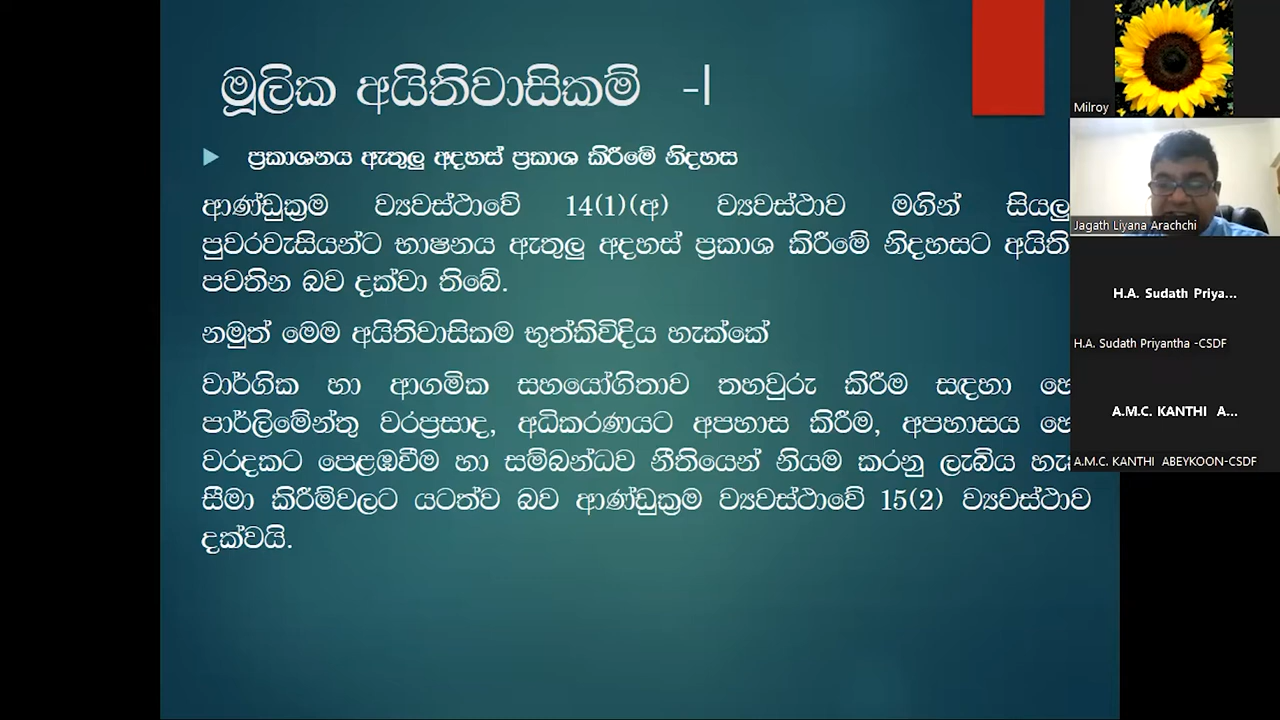 මූලික අයිතිවාසිකම් -I
ප්‍රකාශනය ඇතුලු අදහස් ප්‍රකාශ කිරීමේ නිදහස
ආණ්ඩුක්‍රම ව්‍යවස්ථාවේ 14(1)(අ) ව්‍යවස්ථාව මගින් සියලු
පුවරවැසියන්ට භාෂනය ඇතුලු අදහස් ප්‍රකාශ කිරීමේ නිදහසට අයිති
පවතින බව දක්වා තිබේ.
නමුත් මෙම අයිතිවාසිකම භුත්කිවිදිය හැක්කේ
වාර්ගික හා ආගමික සහයෝගිතාව තහවුරු කිරීම සඳහා
පාර්ලිමේන්තු වරප්‍රසාද, අධිකරණයට අපහාස කිරීම, අපහාසය
වරදකට පෙළඹවීම හා සම්බන්ධව නීතියෙන් නියම කරනු ලැබිය
සීමා කිරීම්වලට යටත්ව බව ආණ්ඩුක්‍රම ව්‍යවස්ථාවේ 15(2) ව්‍යවස්ථාව
දක්වයි.
Milroy
Jagath Liyana Arachchi
H.A. Sudath Priya...
H.A. Sudath Priyantha -CSDF
A.M.C. KANTHI A...
A.M.C. KANTHI ABEYKOON-CSDF